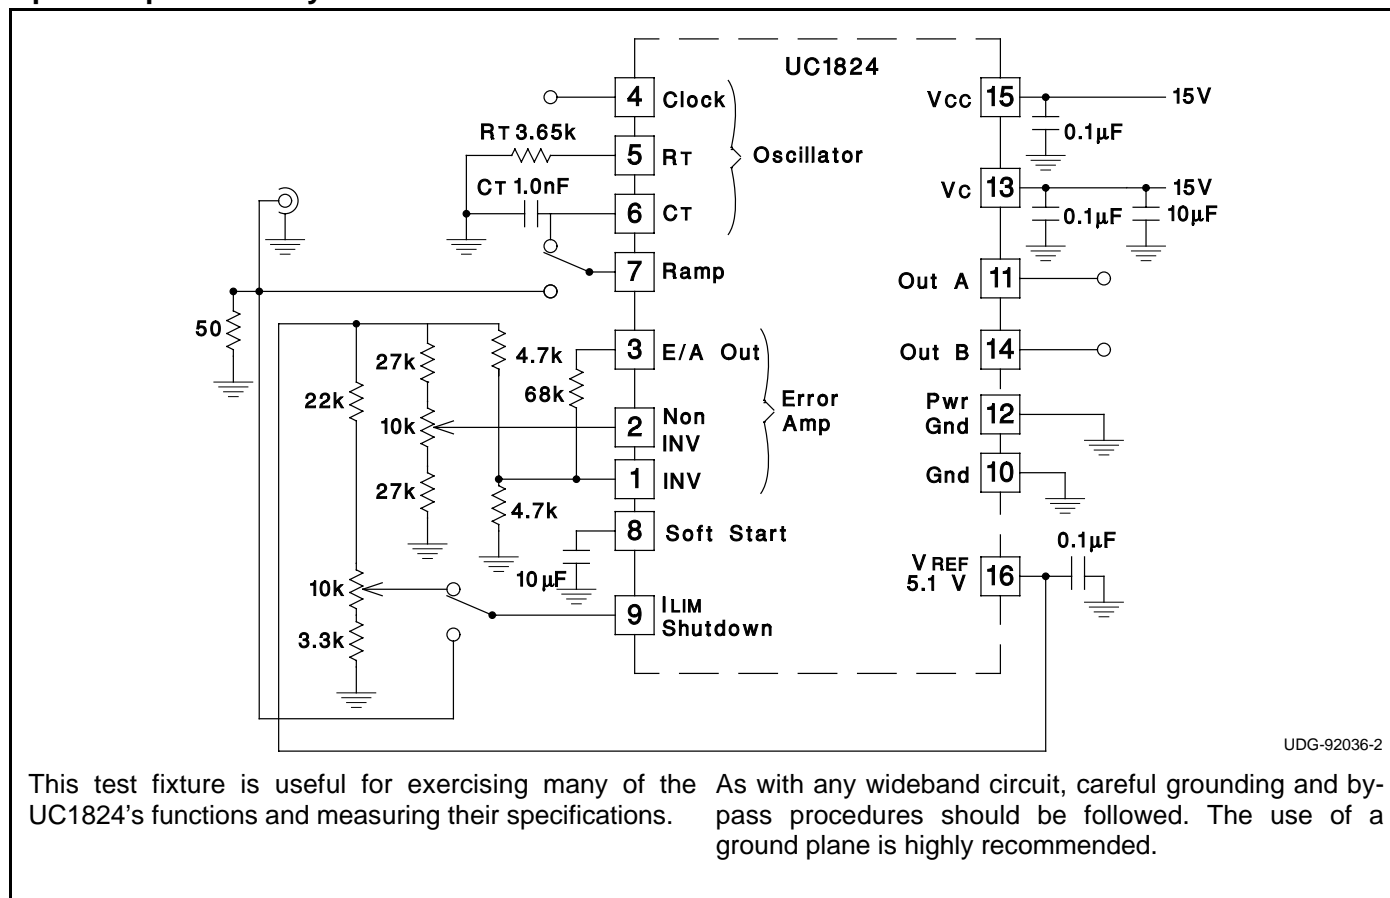 UC1824
4 Clock
RT 3.65k
5 RT
Oscillator
CT 1.0nF
6 CT
7 Ramp
50
3 E/A Out
4.7k
27k
68k
22k
Error
Amp
10k
2 Non
INV
1 INV
27k
4.7k
8 Soft Start
10µF
10k
9 ILIM
Shutdown
3.3k
VCC 15
15V
0.1µF
VC 13
15V
0.1µF
10µF
Out A 11
Out B 14
Pwr
Gnd 12
Gnd 10
0.1µF
VREF
5.1 V 16
UDG-92036-2
This test fixture is useful for exercising many of the
UC1824's functions and measuring their specifications.
As with any wideband circuit, careful grounding and by-
pass procedures should be followed. The use of a
ground plane is highly recommended.